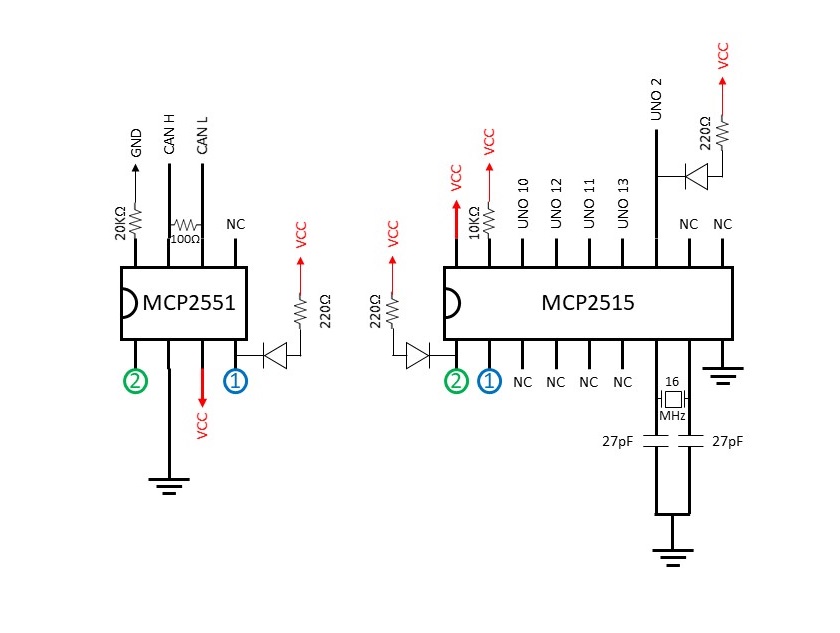 GND
CAN H
CAN L
20KΩ
100Ω
NC
MCP2551
2
VCC
1
VCC
220Ω
VCC
220Ω
VCC
VCC
10KΩ
UNO 10
UNO 12
UNO 11
UNO 13
UNO 2
VCC
220Ω
NC
NC
MCP2515
2
1
NC
NC
NC
NC
16
MHz
27pF
27pF